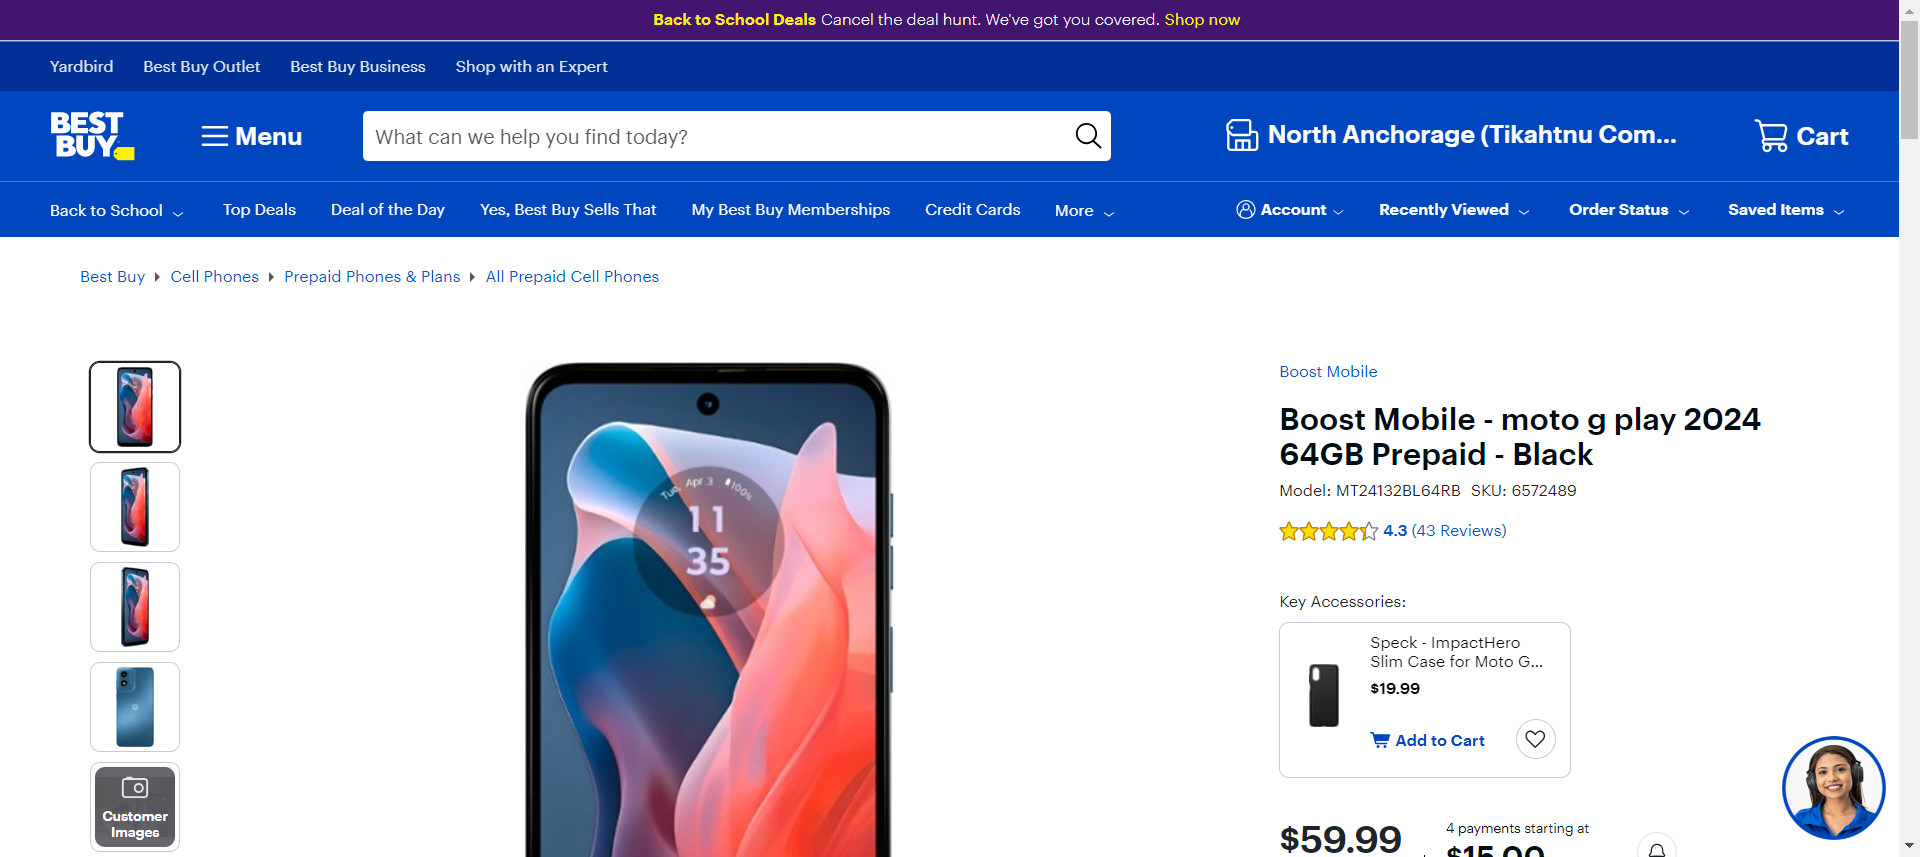 Back to School Deals Cancel the deal hunt. We've got you covered. Shop now
Yardbird Best Buy Outlet Best Buy Business Shop with an Expert
BEST
BUY
Menu
What can we help you find today?
North Anchorage (Tikahtnu Com...
Cart
Back to School Top Deals Deal of the Day Yes, Best Buy Sells That My Best Buy Memberships Credit Cards More Account Recently Viewed Order Status Saved Items
Best Buy Cell Phones Prepaid Phones & Plans All Prepaid Cell Phones
Customer
Images
Tue, Apr 3 100%
11
35
Boost Mobile
Boost Mobile - moto g play 2024
64GB Prepaid - Black
Model: MT24132BL64RB SKU: 6572489
4.3 (43 Reviews)
Key Accessories:
Speck - ImpactHero
Slim Case for Moto G...
$19.99
Add to Cart
$59.99
4 payments starting at
$15.00